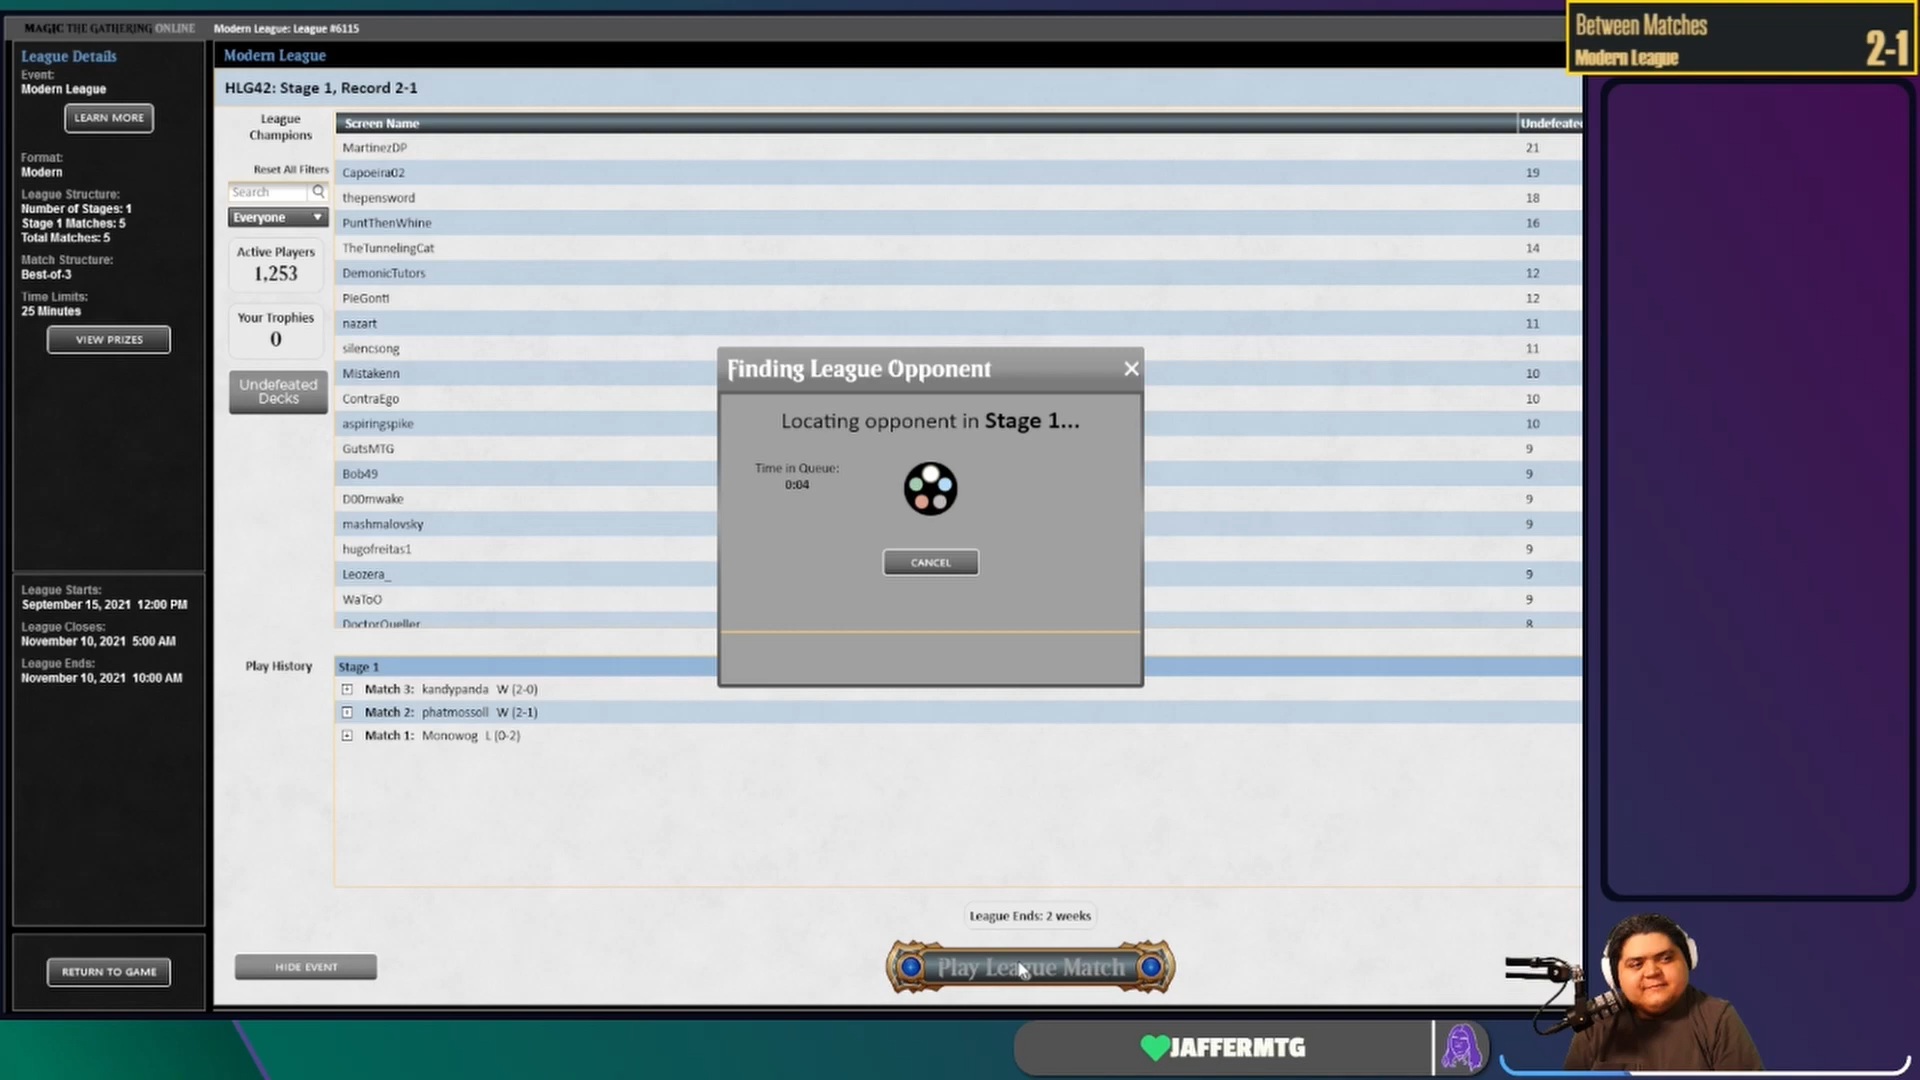 MAGIC THE GATHERING ONLINE
Modern League: League #6115
Between Matches
Modern League
2-1
League Details
Event:
Modern League
LEARN MORE
Format:
Modern
League Structure:
Number of Stages: 1
Stage 1 Matches: 5
Total Matches: 5
Match Structure:
Best-of-3
Time Limits:
25 Minutes
VIEW PRIZES
League Starts:
September 15, 2021 12:00 PM
League Closes:
November 10, 2021 5:00 AM
League Ends:
November 10, 2021 10:00 AM
RETURN TO GAME
Modern League
HLG42: Stage 1, Record 2-1
League
Champions
Reset All Filters
Search
Everyone
Active Players
1,253
Your Trophies
0
Undefeated
Decks
Screen Name Undefeate
MartinezDP 21
Capoeira02 19
thepensword 18
PuntThenWhine 16
TheTunnelingCat 14
DemonicTutors 12
PieGonti 12
nazart 11
silencsong 11
Mistakenn 10
ContraEgo 10
aspiringspike 10
GutsMTG 9
Bob49 9
D00mwake 9
mashmalovsky 9
hugofreitas1 9
Leozera_ 9
WaToO 9
DoctorQueller 8
Finding League Opponent
Locating opponent in Stage 1...
Time in Queue:
0:04
CANCEL
Play History
Stage 1
Match 3: kandypanda W (2-0)
Match 2: phatmossoll W (2-1)
Match 1: Monowog L (0-2)
League Ends: 2 weeks
HIDE EVENT
Play League Match
JAFFERMTG